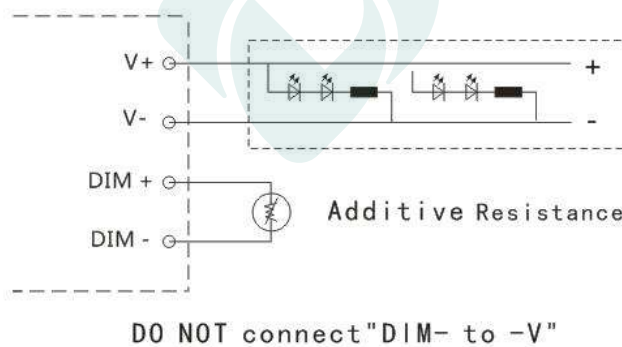 V+
+
V-
-
DIM +
Additive Resistance
DIM -
DO NOT connect"DIM- to -V"